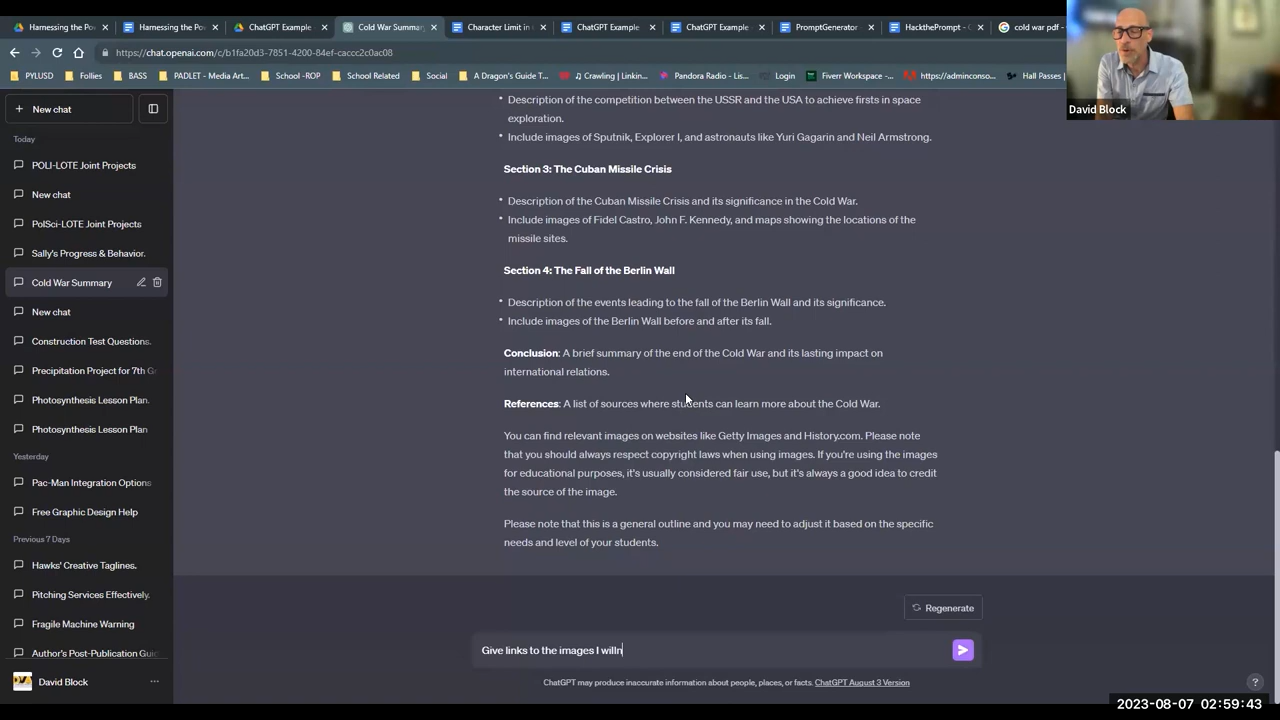 Harnessing the Pow
Harnessing the Pow
ChatGPT Example
Cold War Summary
Character Limit in C
ChatGPT Example
ChatGPT Example
PromptGenerator
HackthePrompt - G
cold war pdf -
https://chat.openai.com/c/b1fa20d3-7851-4200-84ef-caccc2c0ac08
PYLUSD
Follies
BASS
PADLET - Media Art...
School -ROP
School Related
Social
A Dragon's Guide T...
Crawling | Linkin...
Pandora Radio - Lis...
Login
Fiverr Workspace -...
https://adminconso...
Hall Passes
David Block
New chat
Today
POLI-LOTE Joint Projects
New chat
PolSci-LOTE Joint Projects
Sally's Progress & Behavior.
Cold War Summary
New chat
Construction Test Questions.
Precipitation Project for 7th Gr
Photosynthesis Lesson Plan.
Photosynthesis Lesson Plan.
Yesterday
Pac-Man Integration Options
Free Graphic Design Help
Previous 7 Days
Hawks' Creative Taglines.
Pitching Services Effectively.
Fragile Machine Warning
Author's Post-Publication Guid
David Block
• Description of the competition between the USSR and the USA to achieve firsts in space
exploration.
• Include images of Sputnik, Explorer I, and astronauts like Yuri Gagarin and Neil Armstrong.
Section 3: The Cuban Missile Crisis
• Description of the Cuban Missile Crisis and its significance in the Cold War.
• Include images of Fidel Castro, John F. Kennedy, and maps showing the locations of the
missile sites.
Section 4: The Fall of the Berlin Wall
• Description of the events leading to the fall of the Berlin Wall and its significance.
• Include images of the Berlin Wall before and after its fall.
Conclusion: A brief summary of the end of the Cold War and its lasting impact on
international relations.
References: A list of sources where students can learn more about the Cold War.
You can find relevant images on websites like Getty Images and History.com. Please note
that you should always respect copyright laws when using images. If you're using the images
for educational purposes, it's usually considered fair use, but it's always a good idea to credit
the source of the image.
Please note that this is a general outline and you may need to adjust it based on the specific
needs and level of your students.
Regenerate
Give links to the images I willn
ChatGPT may produce inaccurate information about people, places, or facts. ChatGPT August 3 Version
?
2023-08-07 02:59:43